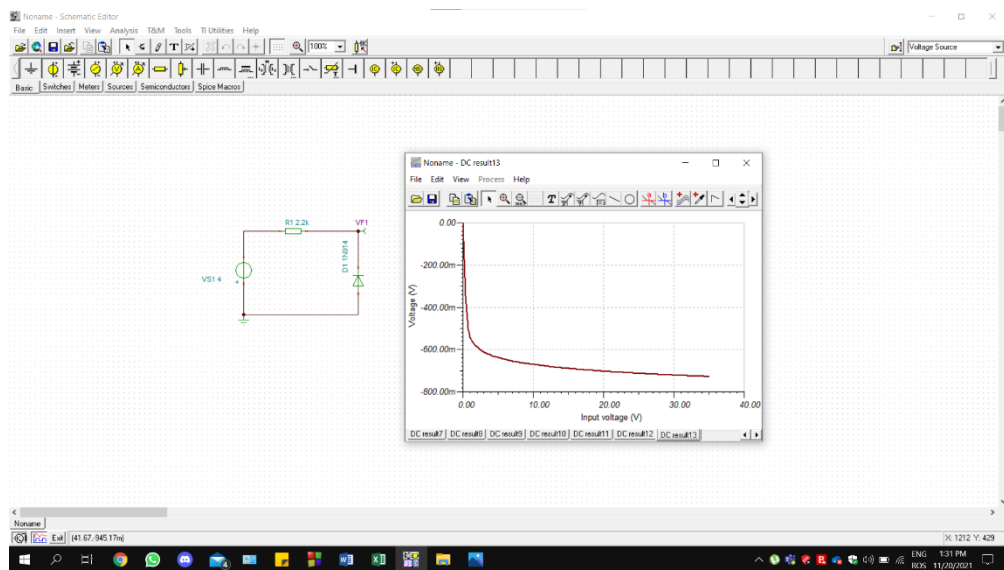 Noname - Schematic Editor
File Edit Insert View Analysis T&M Tools TI Utilities Help
100%
Voltage Source
Basic Switches Meters Sources Semiconductors Spice Macros
R1 2.2k
VF1
D1 1N914
VS1 4
+
Noname - DC result13
File Edit View Process Help
T
0.00
-200.00m
-400.00m
-600.00m
-800.00m
Voltage (V)
0.00 10.00 20.00 30.00 40.00
Input voltage (V)
DC result7 DC result8 DC result9 DC result10 DC result11 DC result12 DC result13
Noname
Exit (41.67,-945.17m)
X: 1212 Y: 429
ENG 1:31 PM
ROS 11/20/2021